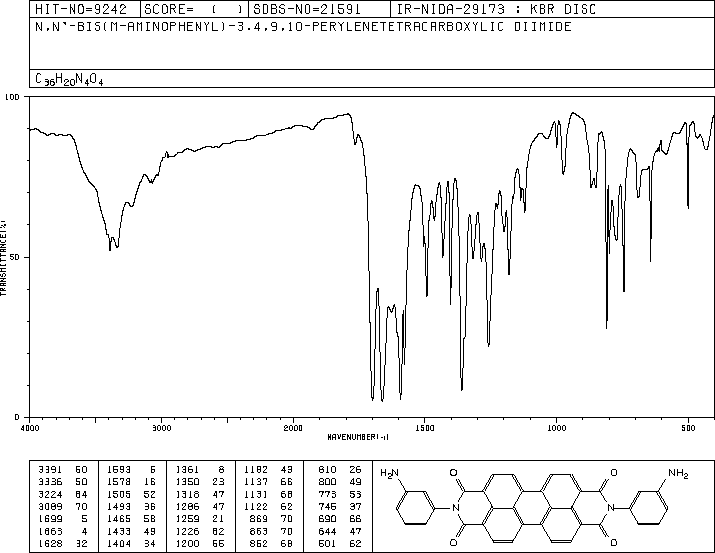 HIT-NO=9242 SCORE= ( ) SDBS-NO=21591 IR-NIDA-29173 : KBR DISC
N,N'-BIS(M-AMINOPHENYL)-3,4,9,10-PERYLENETETRACARBOXYLIC DIIMIDE
C36H20N4O4
100
50
0
TRANSMITTANCE(%)
4000 3000 2000 1500 1000 500
WAVENUMBER(-1)
3391 50 1593 5 1361 8 1182 43 810 26
3336 50 1578 16 1350 23 1137 66 800 49
3224 64 1505 52 1318 47 1131 68 773 53
3089 70 1493 36 1286 47 1122 62 745 37
1699 5 1465 58 1259 21 869 70 690 66
1663 4 1433 49 1226 62 853 70 644 47
1628 32 1404 34 1200 55 852 68 501 62
H2N O O NH2
N N
O O